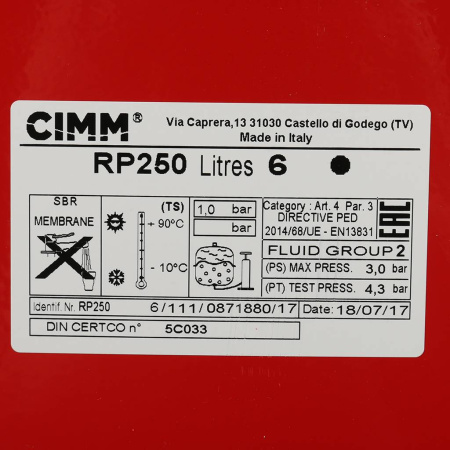 CIMM®
Via Caprera,13 31030 Castello di Godego (TV)
Made in Italy
RP250 Litres 6
SBR
MEMBRANE
(TS)
+ 90°C
- 10°C
1,0 bar
bar
Category : Art. 4 Par. 3
DIRECTIVE PED
2014/68/UE - EN13831
EAC
FLUID GROUP 2
(PS) MAX PRESS. 3,0 bar
(PT) TEST PRESS. 4,3 bar
Identif. Nr. RP250 6/111/0871880/17 Date: 18/07/17
DIN CERTCO n° 5C033